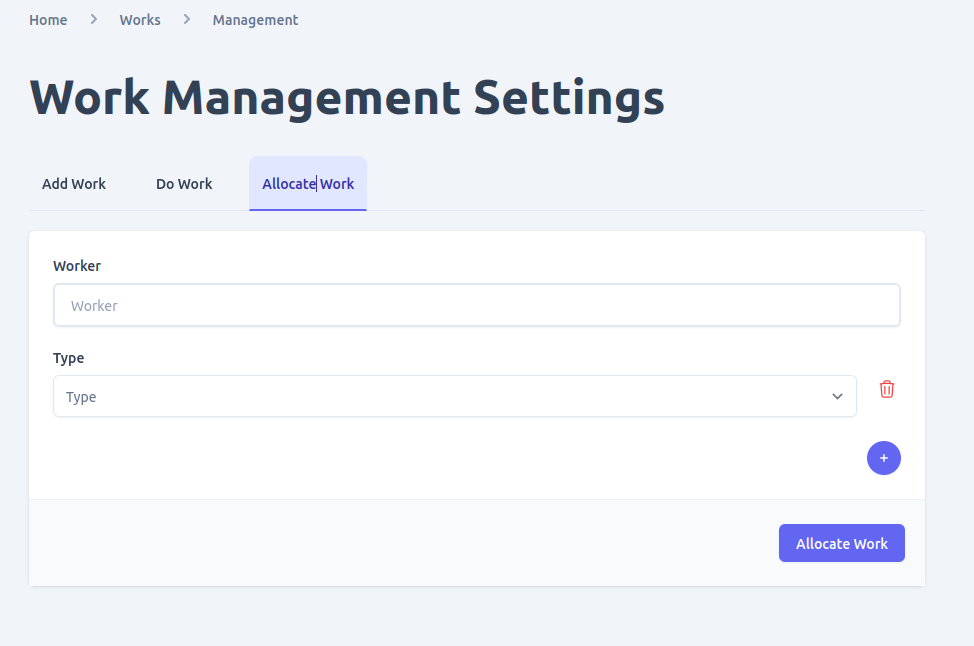 Home > Works > Management
Work Management Settings
Add Work Do Work Allocate Work
Worker
Worker
Type
Type
+
Allocate Work